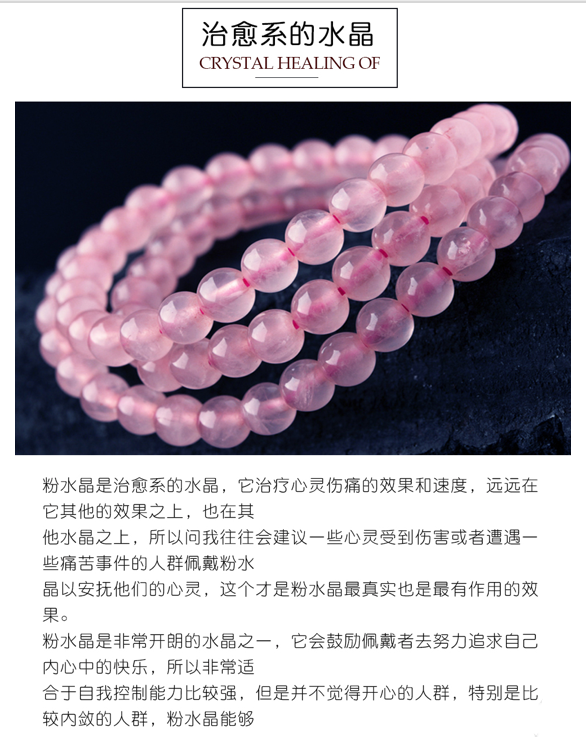 治愈系的水晶
CRYSTAL HEALING OF
粉水晶是治愈系的水晶，它治疗心灵伤痛的效果和速度，远远在
它其他的效果之上，也在其
他水晶之上，所以问我往往会建议一些心灵受到伤害或者遭遇一
些痛苦事件的人群佩戴粉水
晶以安抚他们的心灵，这个才是粉水晶最真实也是最有作用的效
果。
粉水晶是非常开朗的水晶之一，它会鼓励佩戴者去努力追求自己
内心中的快乐，所以非常适
合于自我控制能力比较强，但是并不觉得开心的人群，特别是比
较内敛的人群，粉水晶能够